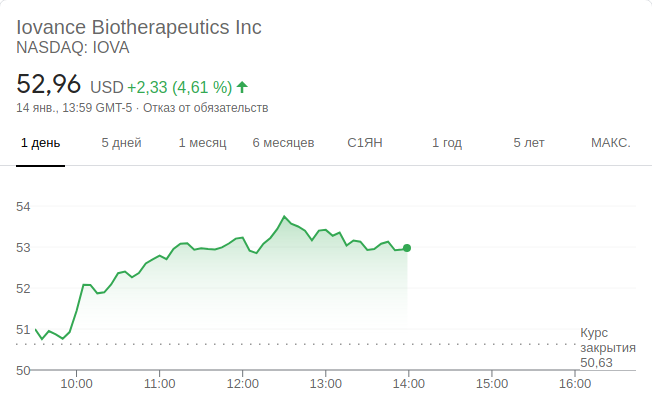 Iovance Biotherapeutics Inc
NASDAQ: IOVA
52,96 USD +2,33 (4,61 %)
14 янв., 13:59 GMT-5 · Отказ от обязательств
1 день 5 дней 1 месяц 6 месяцев С1ЯН 1 год 5 лет МАКС.
54
53
52
51
50
Курс
закрытия
50,63
10:00 11:00 12:00 13:00 14:00 15:00 16:00